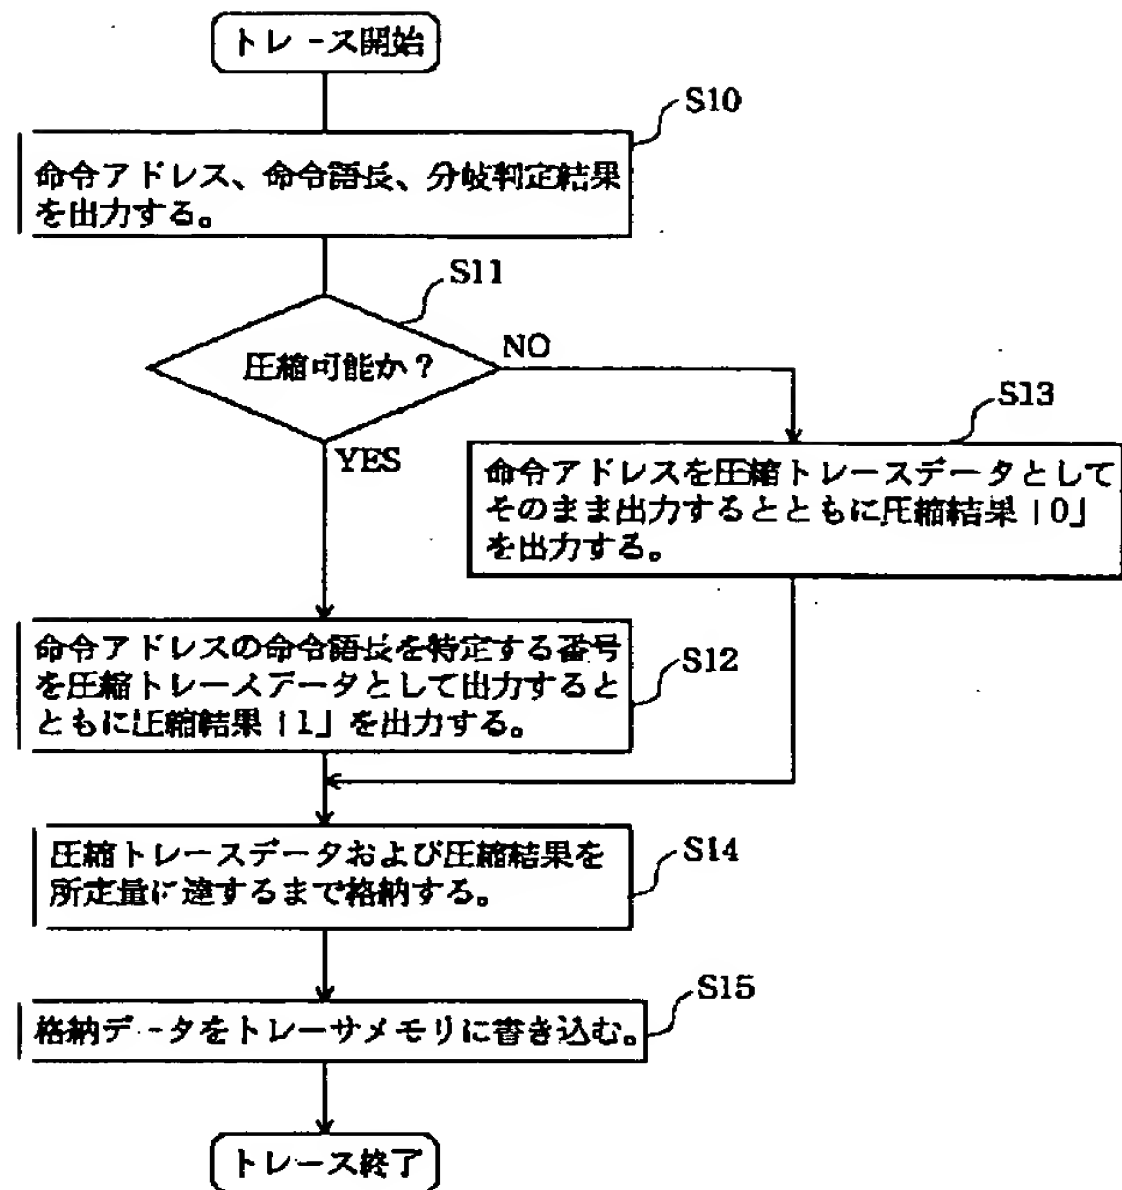 トレース開始
S10
命令アドレス、命令語長、分岐判定結果
を出力する。
S11
圧縮可能か?
NO
YES
S13
命令アドレスを圧縮トレースデータとして
そのまま出力するとともに圧縮結果「0」
を出力する。
命令アドレスの命令語長を特定する番号
を圧縮トレースデータとして出力すると
ともに圧縮結果「1」を出力する。
S12
圧縮トレースデータおよび圧縮結果を
所定量に達するまで格納する。
S14
S15
格納データをトレーサメモリに書き込む。
トレース終了